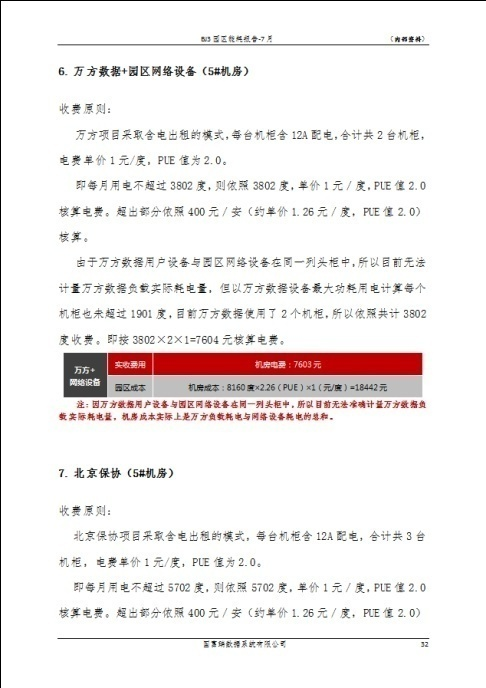 BJ3园区能耗报告-7月
（内部资料）
6. 万方数据+园区网络设备（5#机房）
收费原则：
万方项目采取含电出租的模式，每台机柜含 12A 配电，合计共 2 台机柜，
电费单价 1 元/度，PUE 值为 2.0。
即每月用电不超过 3802 度，则依照 3802 度，单价 1 元 / 度，PUE 值 2.0
核算电费。超出部分依照 400 元 / 安（约单价 1.26 元 / 度，PUE 值 2.0）
核算。
由于万方数据用户设备与园区网络设备在同一列头柜中，所以目前无法
计量万方数据负载实际耗电量，但以万方数据设备最大功耗用电计算每个
机柜也未超过 1901 度，目前万方数据使用了 2 个机柜，所以依照共计 3802
度收费。即按 3802×2×1=7604 元核算电费。
万方+
网络设备
实收费用
机房电费：7603 元
园区成本
机房成本：8160 度×2.26（PUE）×1（元/度）=18442 元
注：因万方数据用户设备与园区网络设备在同一列头柜中，所以目前无法准确计量万方数据负
载实际耗电量，机房成本实际上是万方负载耗电与网络设备耗电的总和。
7. 北京保协（5#机房）
收费原则：
北京保协项目采取含电出租的模式，每台机柜含 12A 配电，合计共 3 台
机柜，电费单价 1 元/度，PUE 值为 2.0。
即每月用电不超过 5702 度，则依照 5702 度，单价 1 元 / 度，PUE 值 2.0
核算电费。超出部分依照 400 元 / 安（约单价 1.26 元 / 度，PUE 值 2.0）
国富瑞数据系统有限公司
32